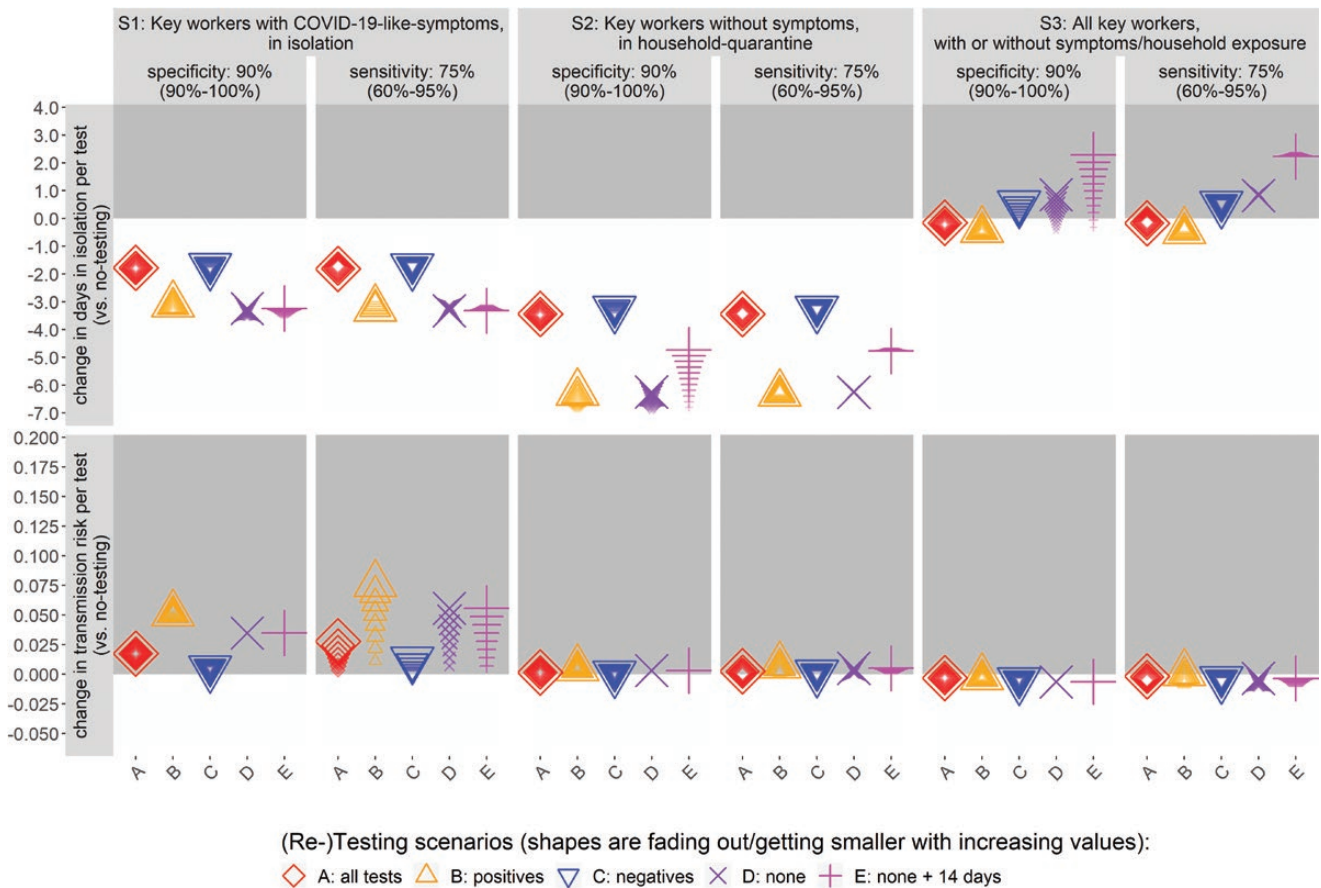 S1: Key workers with COVID-19-like-symptoms,
in isolation
S2: Key workers without symptoms,
in household-quarantine
S3: All key workers,
with or without symptoms/household exposure
specificity: 90%
(90%-100%)
sensitivity: 75%
(60%-95%)
specificity: 90%
(90%-100%)
sensitivity: 75%
(60%-95%)
specificity: 90%
(90%-100%)
sensitivity: 75%
(60%-95%)
change in days in isolation per test
(vs. no-testing)
4.0
3.0
2.0
1.0
0.0
-1.0
-2.0
-3.0
-4.0
-5.0
-6.0
-7.0
change in transmission risk per test
(vs. no-testing)
0.200
0.175
0.150
0.125
0.100
0.075
0.050
0.025
0.000
-0.025
-0.050
A B C D E A B C D E A B C D E A B C D E A B C D E A B C D E
(Re-)Testing scenarios (shapes are fading out/getting smaller with increasing values):
A: all tests B: positives C: negatives D: none E: none + 14 days